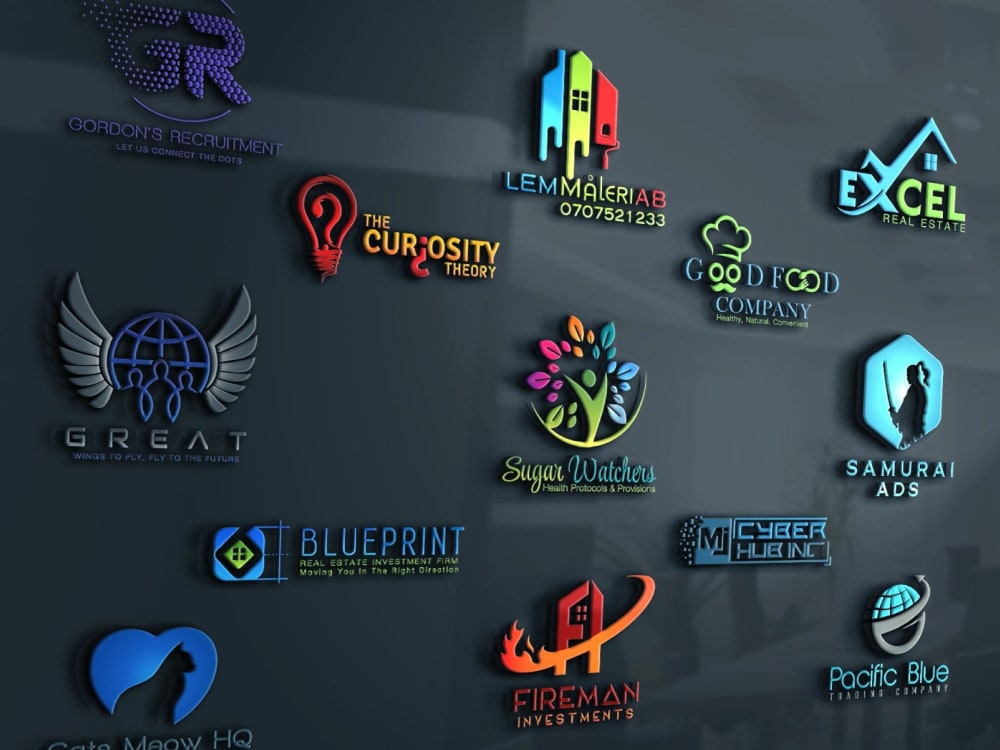 GR
GORDON'S RECRUITMENT
LET US CONNECT THE DOTS
LEMMÅLERIAB
0707521233
EXCEL
REAL ESTATE
THE
CURIOSITY
THEORY
GOOD FOOD
COMPANY
Healthy, Natural, Convenient
GREAT
WINGS TO FLY, FLY TO THE FUTURE
Sugar Watchers
Health Protocols & Provisions
SAMURAI
ADS
BLUEPRINT
REAL ESTATE INVESTMENT FIRM
Moving You In The Right Direction
MJ
CYBER
HUB INC
F
FIREMAN
INVESTMENTS
Pacific Blue
TRADING COMPANY
Cats Meow HQ